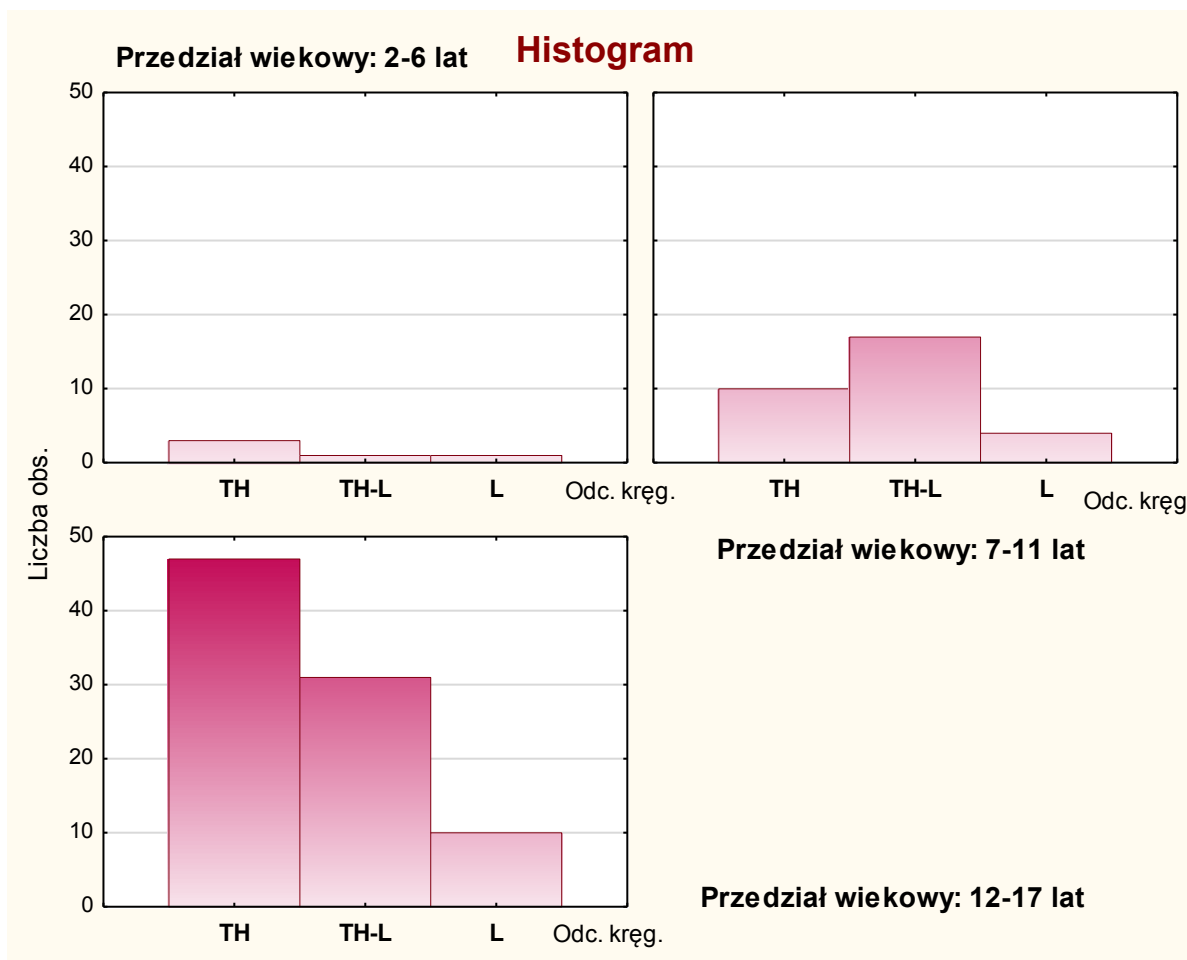 Histogram
Przedział wiekowy: 2-6 lat
50
40
30
20
10
0
TH TH-L L Odc. kręg.
TH TH-L L Odc. kręg
Liczba obs.
Przedział wiekowy: 7-11 lat
50
40
30
20
10
0
TH TH-L L Odc. kręg.
Przedział wiekowy: 12-17 lat